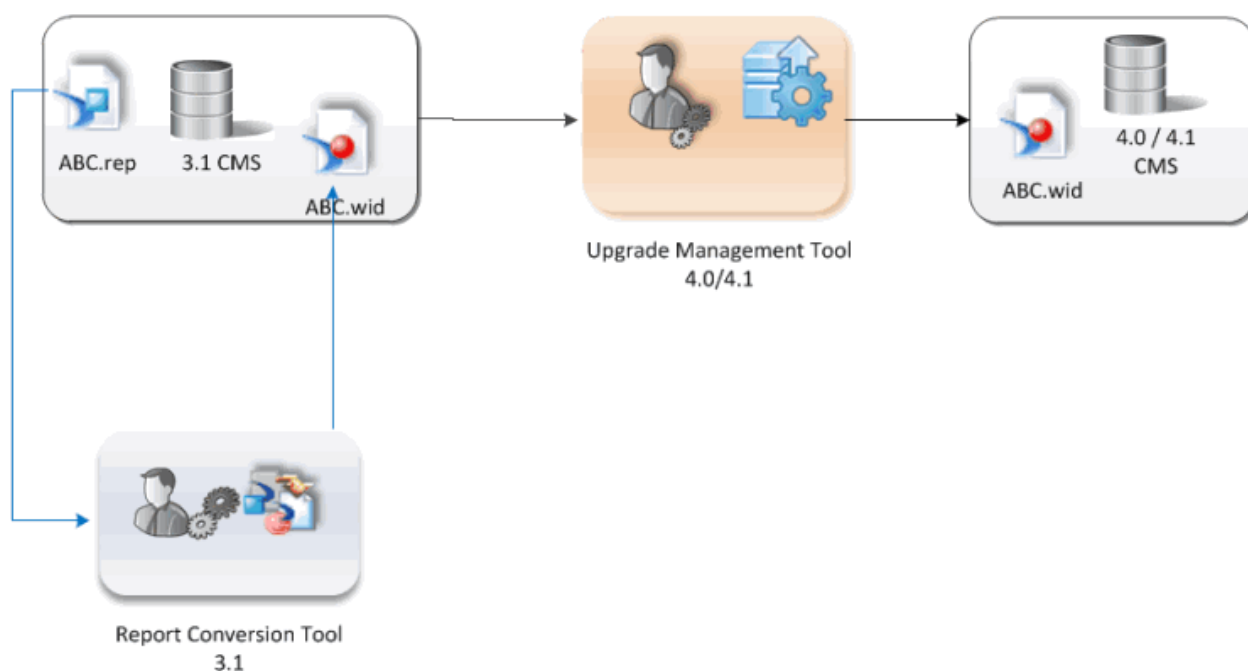 ABC.rep
3.1 CMS
ABC.wid
Upgrade Management Tool
4.0/4.1
4.0 / 4.1
CMS
ABC.wid
Report Conversion Tool
3.1